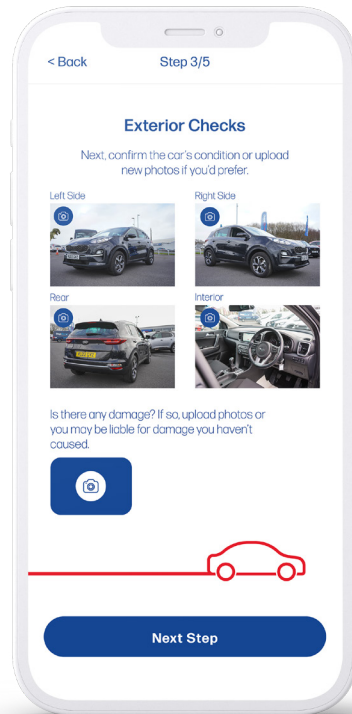 < Back
Step 3/5
Exterior Checks
Next, confirm the car's condition or upload
new photos if you'd prefer.
Left Side
Right Side
Rear
Interior
Is there any damage? If so, upload photos or
you may be liable for damage you haven't
caused.
Next Step